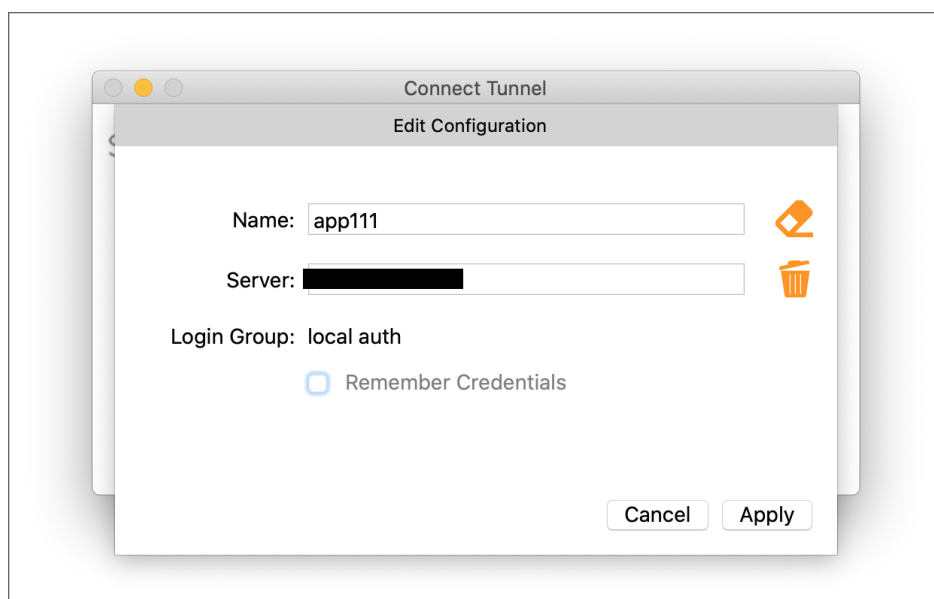 Connect Tunnel
Edit Configuration
Name: app111
Server:
Login Group: local auth
Remember Credentials
Cancel Apply